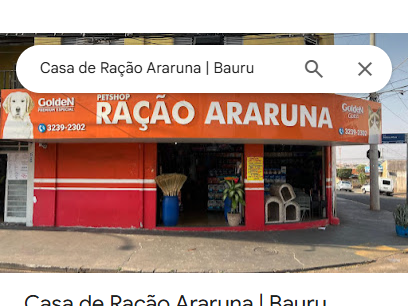 Casa de Ração Araruna | Bauru
GoldeN
PREMIUM ESPECIAL
3239-2302
PETSHOP
RAÇÃO ARARUNA
GoldeN
3239-2302
Casa de Ração Araruna | Bauru